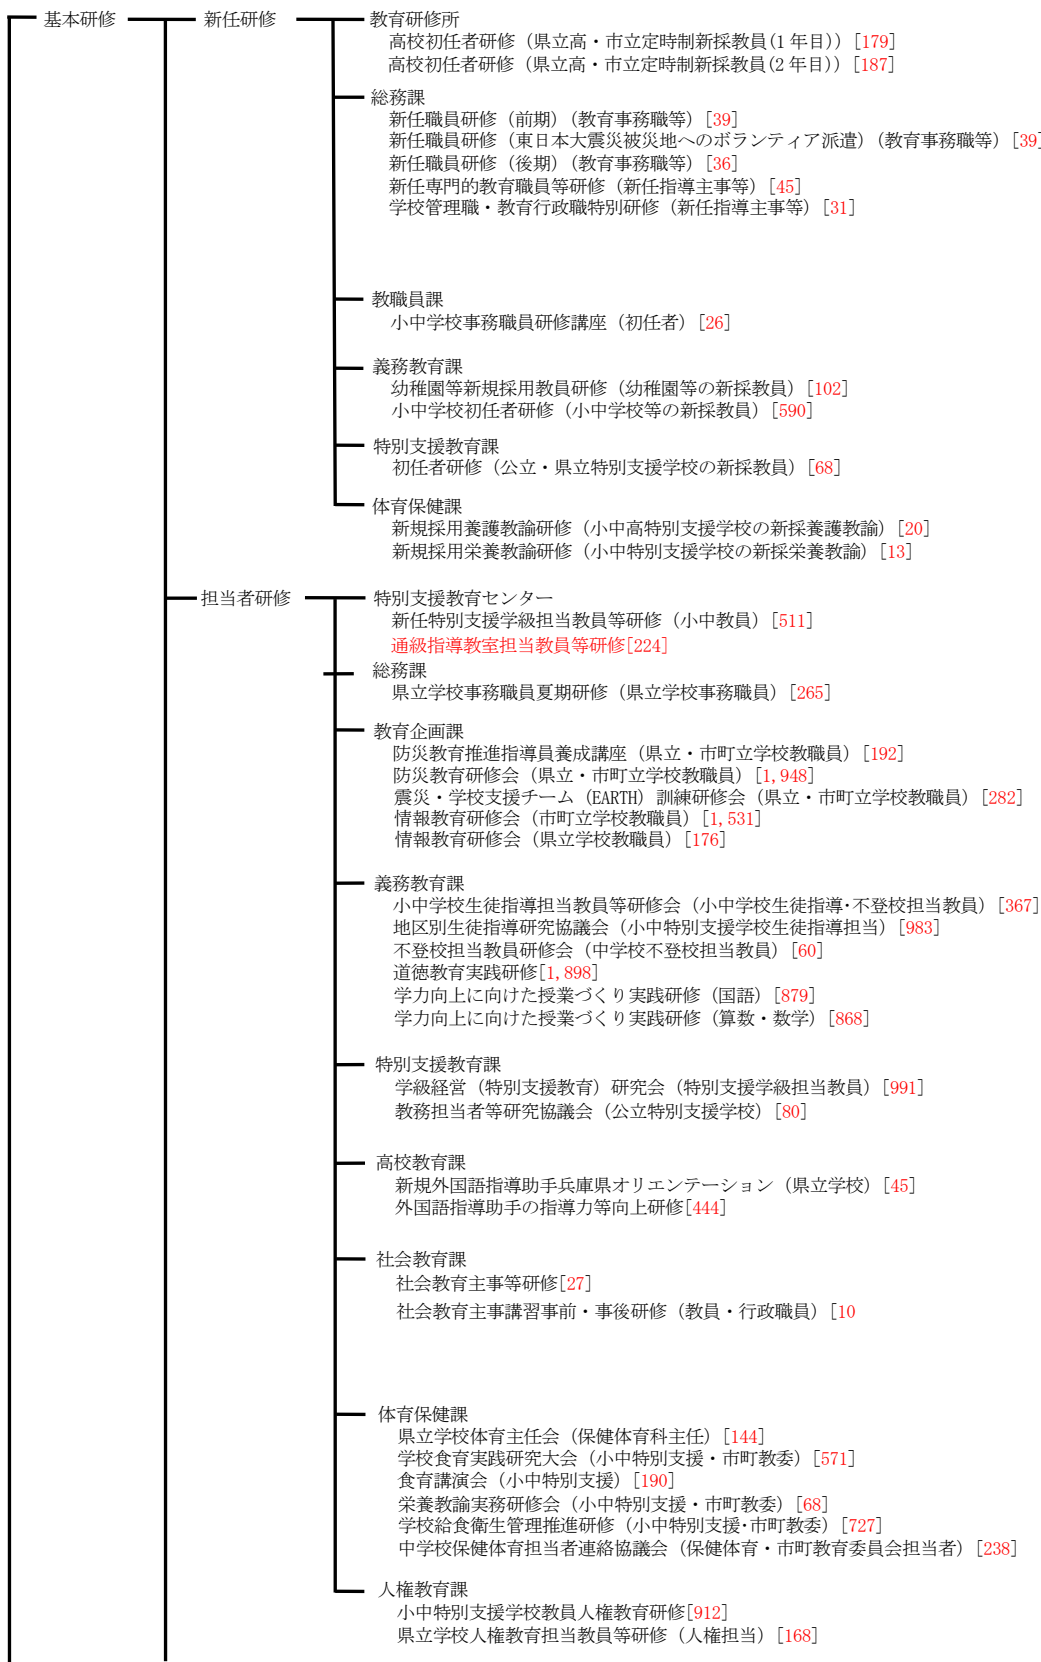 基本研修
新任研修
教育研修所
高校初任者研修（県立高・市立定時制新採教員(1年目)）[179]
高校初任者研修（県立高・市立定時制新採教員(2年目)）[187]
総務課
新任職員研修（前期）（教育事務職等）[39]
新任職員研修（東日本大震災被災地へのボランティア派遣）（教育事務職等）[39]
新任職員研修（後期）（教育事務職等）[36]
新任専門的教育職員等研修（新任指導主事等）[45]
学校管理職・教育行政職特別研修（新任指導主事等）[31]
教職員課
小中学校事務職員研修講座（初任者）[26]
義務教育課
幼稚園等新規採用教員研修（幼稚園等の新採教員）[102]
小中学校初任者研修（小中学校等の新採教員）[590]
特別支援教育課
初任者研修（公立・県立特別支援学校の新採教員）[68]
体育保健課
新規採用養護教諭研修（小中高特別支援学校の新採養護教諭）[20]
新規採用栄養教諭研修（小中特別支援学校の新採栄養教諭）[13]
担当者研修
特別支援教育センター
新任特別支援学級担当教員等研修（小中教員）[511]
通級指導教室担当教員等研修[224]
総務課
県立学校事務職員夏期研修（県立学校事務職員）[265]
教育企画課
防災教育推進指導員養成講座（県立・市町立学校教職員）[192]
防災教育研修会（県立・市町立学校教職員）[1,948]
震災・学校支援チーム（EARTH）訓練研修会（県立・市町立学校教職員）[282]
情報教育研修会（市町立学校教職員）[1,531]
情報教育研修会（県立学校教職員）[176]
義務教育課
小中学校生徒指導担当教員等研修会（小中学校生徒指導・不登校担当教員）[367]
地区別生徒指導研究協議会（小中特別支援学校生徒指導担当）[983]
不登校担当教員研修会（中学校不登校担当教員）[60]
道徳教育実践研修[1,898]
学力向上に向けた授業づくり実践研修（国語）[879]
学力向上に向けた授業づくり実践研修（算数・数学）[868]
特別支援教育課
学級経営（特別支援教育）研究会（特別支援学級担当教員）[991]
教務担当者等研究協議会（公立特別支援学校）[80]
高校教育課
新規外国語指導助手兵庫県オリエンテーション（県立学校）[45]
外国語指導助手の指導力等向上研修[444]
社会教育課
社会教育主事等研修[27]
社会教育主事講習事前・事後研修（教員・行政職員）[10
体育保健課
県立学校体育主任会（保健体育科主任）[144]
学校食育実践研究大会（小中特別支援・市町教委）[571]
食育講演会（小中特別支援）[190]
栄養教諭実務研修会（小中特別支援・市町教委）[68]
学校給食衛生管理推進研修（小中特別支援・市町教委）[727]
中学校保健体育担当者連絡協議会（保健体育・市町教育委員会担当者）[238]
人権教育課
小中特別支援学校教員人権教育研修[912]
県立学校人権教育担当教員等研修（人権担当）[168]